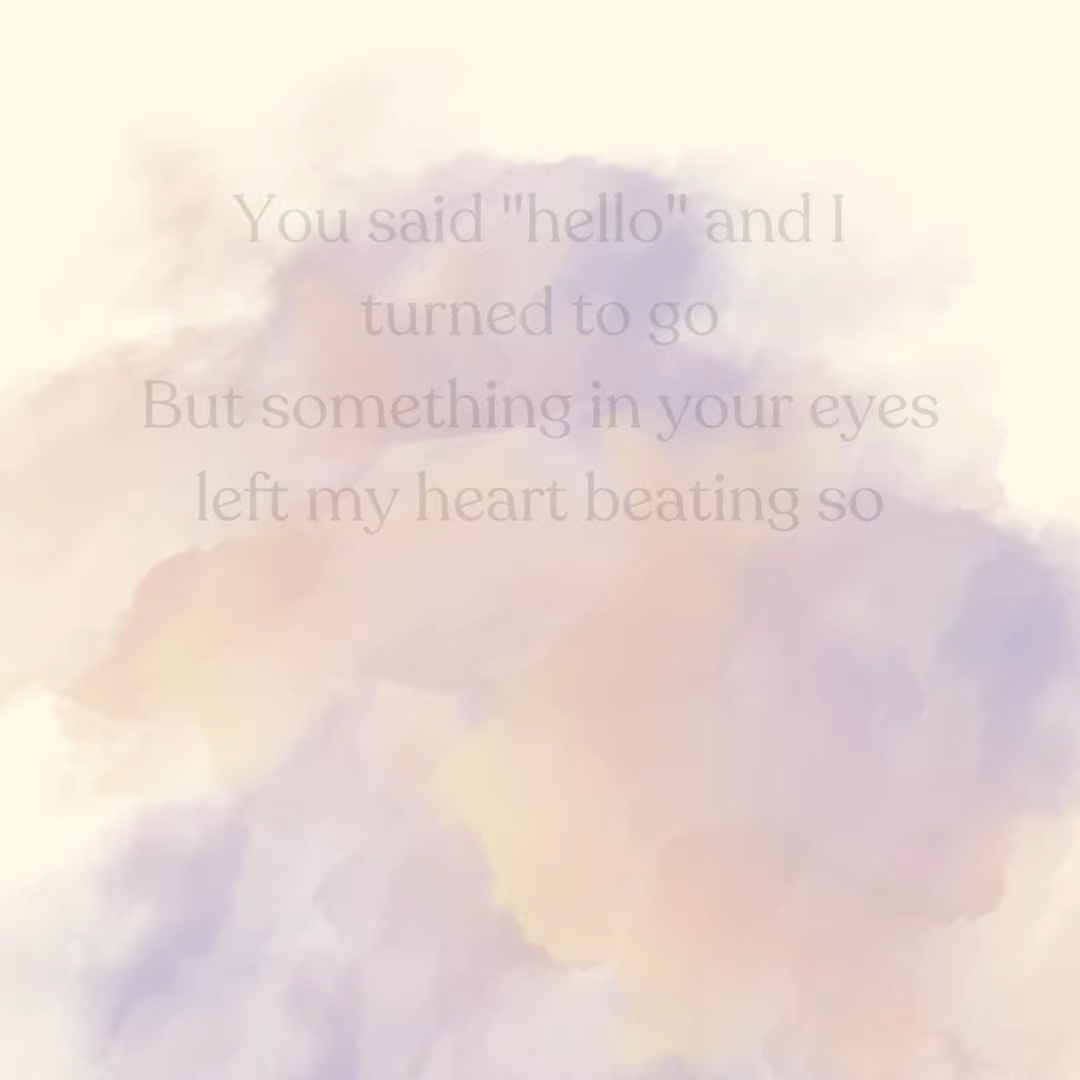 You said "hello" and I
turned to go
But something in your eyes
left my heart beating so